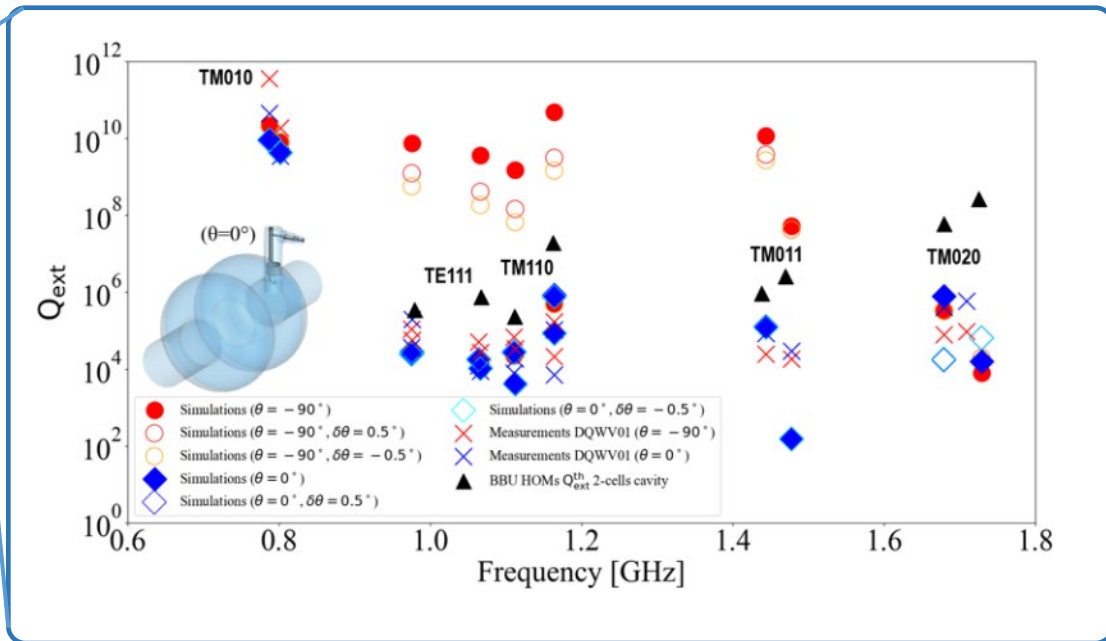 10^12
10^10
10^8
10^6
10^4
10^2
10^0
Q_ext
TM010
(θ=0°)
TE111
TM110
TM011
TM020
Simulations (θ = −90°)
Simulations (θ = −90°, δθ = 0.5°)
Simulations (θ = −90°, δθ = −0.5°)
Simulations (θ = 0°)
Simulations (θ = 0°, δθ = 0.5°)
Simulations (θ = 0°, δθ = −0.5°)
Measurements DQWV01 (θ = −90°)
Measurements DQWV01 (θ = 0°)
BBU HOMs Q_ext^th 2-cells cavity
0.6 0.8 1.0 1.2 1.4 1.6 1.8
Frequency [GHz]